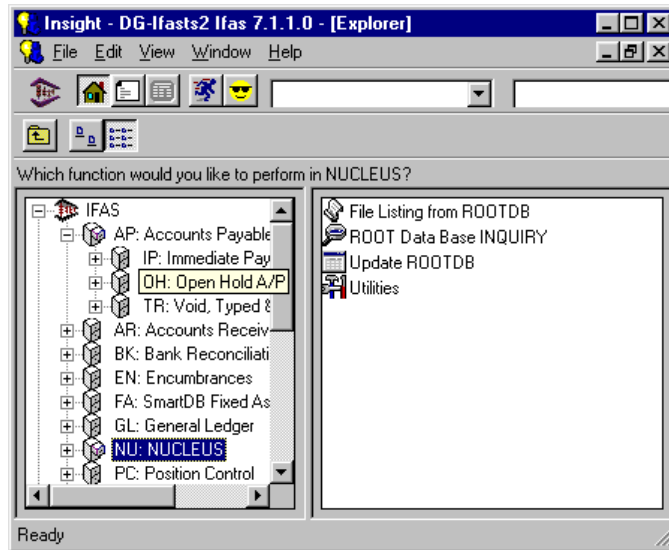 Insight - DG-Ifasts2 Ifas 7.1.1.0 - [Explorer]
File Edit View Window Help
Which function would you like to perform in NUCLEUS?
IFAS
AP: Accounts Payable
IP: Immediate Pay
OH: Open Hold A/P
TR: Void, Typed &
AR: Accounts Receiv
BK: Bank Reconciliati
EN: Encumbrances
FA: SmartDB Fixed As
GL: General Ledger
NU: NUCLEUS
PC: Position Control
File Listing from ROOTDB
ROOT Data Base INQUIRY
Update ROOTDB
Utilities
Ready